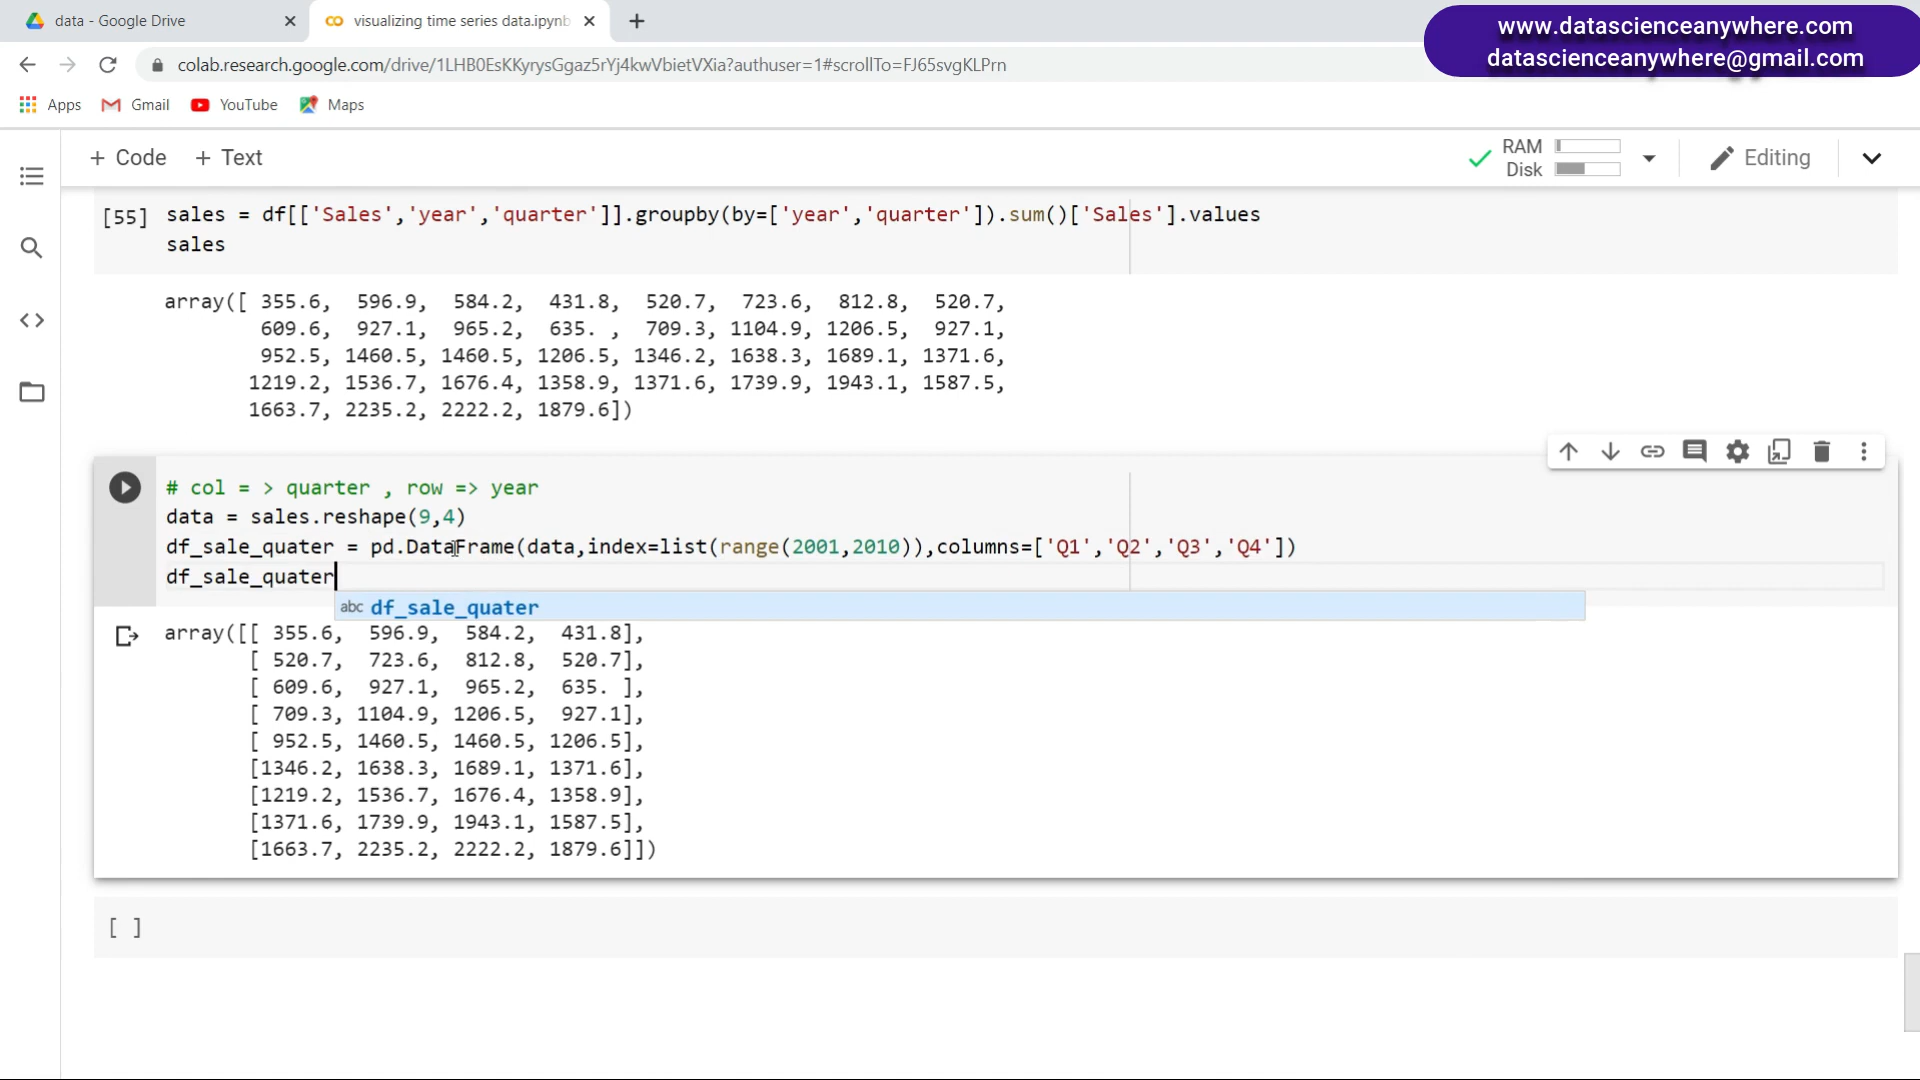 data - Google Drive
visualizing time series data.ipynb
www.datascienceanywhere.com
datascienceanywhere@gmail.com
colab.research.google.com/drive/1LHB0EsKKyrysGgaz5rYj4kwVbietVXia?authuser=1#scrollTo=FJ65svgKLPrn
Apps Gmail YouTube Maps
+ Code + Text
RAM
Disk
Editing
[55] sales = df[['Sales','year','quarter']].groupby(by=['year','quarter']).sum()['Sales'].values
sales
array([ 355.6, 596.9, 584.2, 431.8, 520.7, 723.6, 812.8, 520.7,
609.6, 927.1, 965.2, 635. , 709.3, 1104.9, 1206.5, 927.1,
952.5, 1460.5, 1460.5, 1206.5, 1346.2, 1638.3, 1689.1, 1371.6,
1219.2, 1536.7, 1676.4, 1358.9, 1371.6, 1739.9, 1943.1, 1587.5,
1663.7, 2235.2, 2222.2, 1879.6])
# col = > quarter , row => year
data = sales.reshape(9,4)
df_sale_quater = pd.DataFrame(data,index=list(range(2001,2010)),columns=['Q1','Q2','Q3','Q4'])
df_sale_quater
abc df_sale_quater
array([[ 355.6, 596.9, 584.2, 431.8],
[ 520.7, 723.6, 812.8, 520.7],
[ 609.6, 927.1, 965.2, 635. ],
[ 709.3, 1104.9, 1206.5, 927.1],
[ 952.5, 1460.5, 1460.5, 1206.5],
[1346.2, 1638.3, 1689.1, 1371.6],
[1219.2, 1536.7, 1676.4, 1358.9],
[1371.6, 1739.9, 1943.1, 1587.5],
[1663.7, 2235.2, 2222.2, 1879.6]])
[ ]